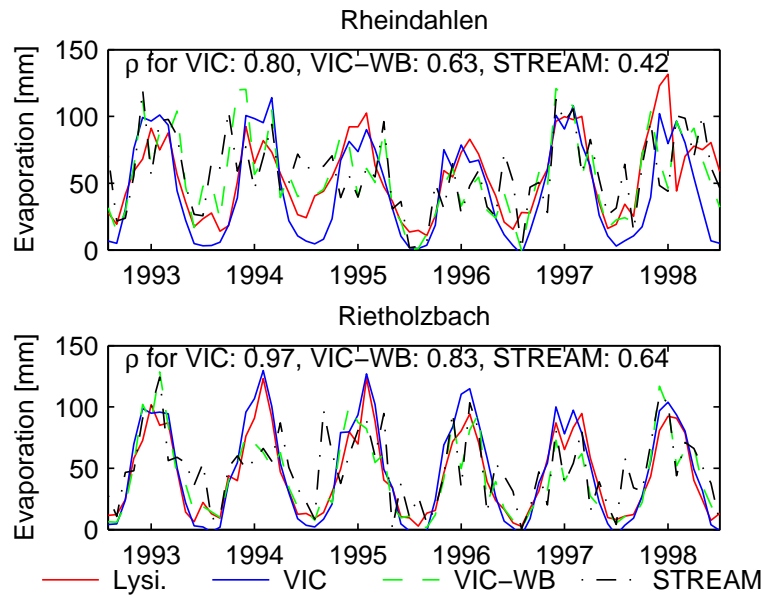 Rheindahlen
ρ for VIC: 0.80, VIC−WB: 0.63, STREAM: 0.42
Evaporation [mm]
150
100
50
0
1993 1994 1995 1996 1997 1998
Rietholzbach
ρ for VIC: 0.97, VIC−WB: 0.83, STREAM: 0.64
Evaporation [mm]
150
100
50
0
1993 1994 1995 1996 1997 1998
Lysi. VIC VIC−WB STREAM